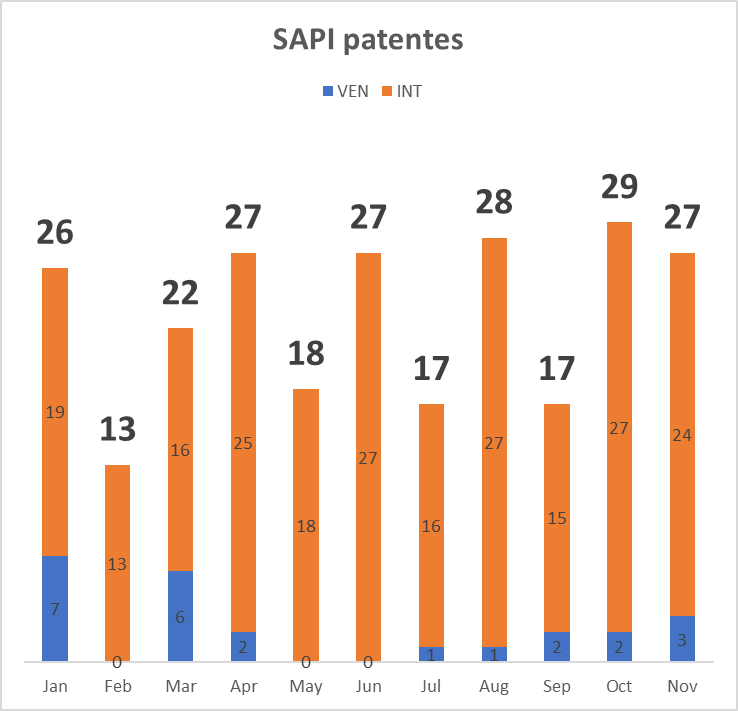 SAPI patentes
VEN INT
26 13 22 27 18 27 17 28 17 29 27
19 13 16 25 18 27 16 27 15 27 24
7 0 6 2 0 0 1 1 2 2 3
Jan Feb Mar Apr May Jun Jul Aug Sep Oct Nov